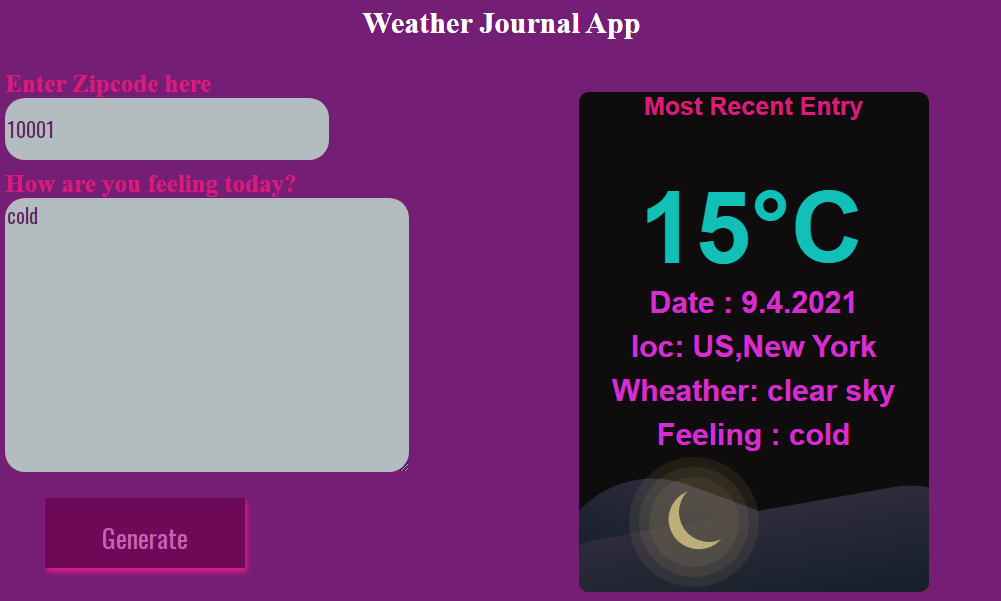 Weather Journal App
Enter Zipcode here
10001
How are you feeling today?
cold
Generate
Most Recent Entry
15°C
Date : 9.4.2021
loc: US,New York
Wheather: clear sky
Feeling : cold